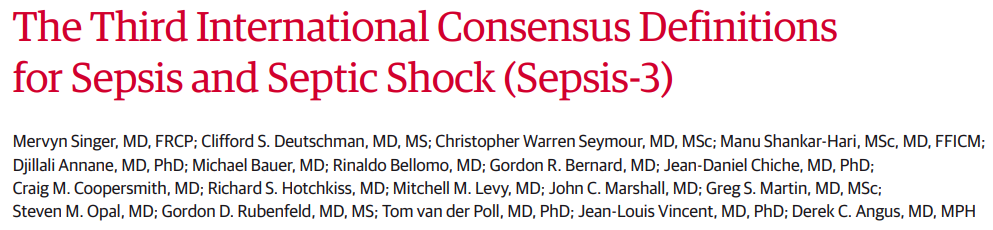 The Third International Consensus Definitions
for Sepsis and Septic Shock (Sepsis-3)
Mervyn Singer, MD, FRCP; Clifford S. Deutschman, MD, MS; Christopher Warren Seymour, MD, MSc; Manu Shankar-Hari, MSc, MD, FFICM;
Djillali Annane, MD, PhD; Michael Bauer, MD; Rinaldo Bellomo, MD; Gordon R. Bernard, MD; Jean-Daniel Chiche, MD, PhD;
Craig M. Coopersmith, MD; Richard S. Hotchkiss, MD; Mitchell M. Levy, MD; John C. Marshall, MD; Greg S. Martin, MD, MSc;
Steven M. Opal, MD; Gordon D. Rubenfeld, MD, MS; Tom van der Poll, MD, PhD; Jean-Louis Vincent, MD, PhD; Derek C. Angus, MD, MPH